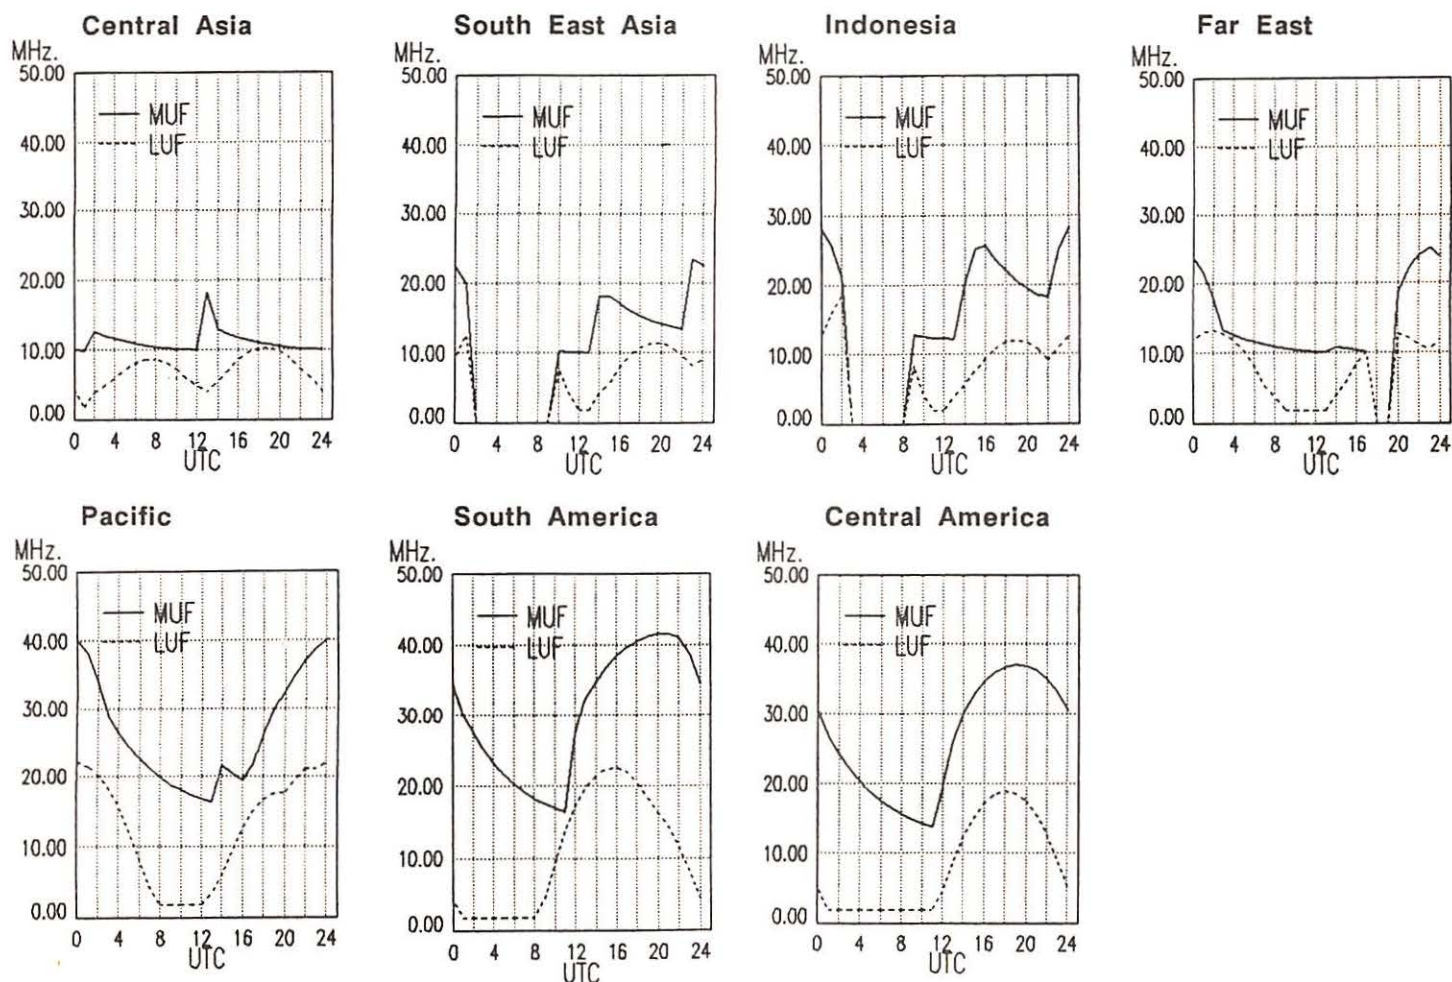 Central Asia
MHz.
50.00
MUF
LUF
40.00
30.00
20.00
10.00
0.00
0 4 8 12 16 20 24
UTC
South East Asia
MHz.
50.00
MUF
LUF
40.00
30.00
20.00
10.00
0.00
0 4 8 12 16 20 24
UTC
Indonesia
MHz.
50.00
MUF
LUF
40.00
30.00
20.00
10.00
0.00
0 4 8 12 16 20 24
UTC
Far East
MHz.
50.00
MUF
LUF
40.00
30.00
20.00
10.00
0.00
0 4 8 12 16 20 24
UTC
Pacific
MHz.
50.00
MUF
LUF
40.00
30.00
20.00
10.00
0.00
0 4 8 12 16 20 24
UTC
South America
MHz.
50.00
MUF
LUF
40.00
30.00
20.00
10.00
0.00
0 4 8 12 16 20 24
UTC
Central America
MHz.
50.00
MUF
LUF
40.00
30.00
20.00
10.00
0.00
0 4 8 12 16 20 24
UTC